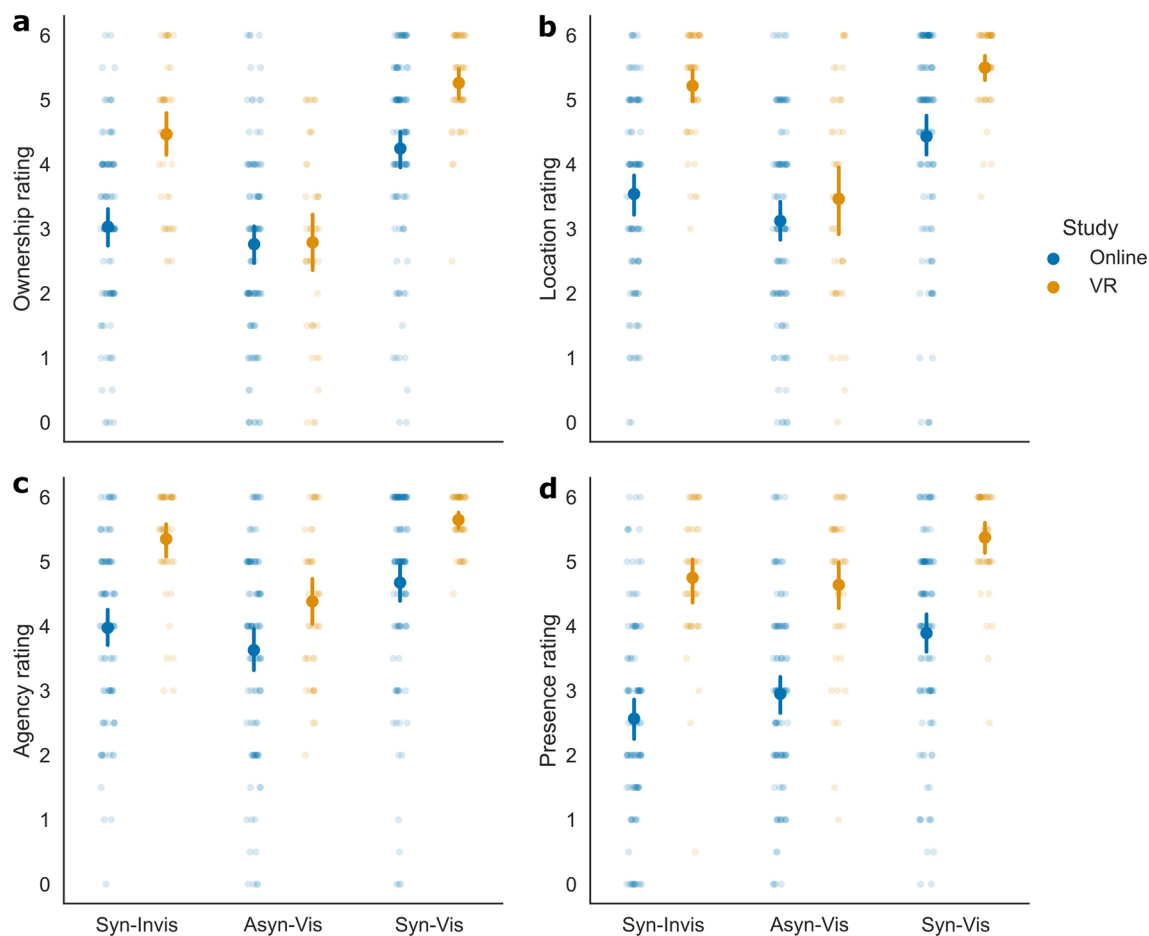 a
6
5
4
3
2
1
0
Ownership rating
b
6
5
4
3
2
1
0
Location rating
Study
Online
VR
c
6
5
4
3
2
1
0
Agency rating
Syn-Invis Asyn-Vis Syn-Vis
d
6
5
4
3
2
1
0
Presence rating
Syn-Invis Asyn-Vis Syn-Vis